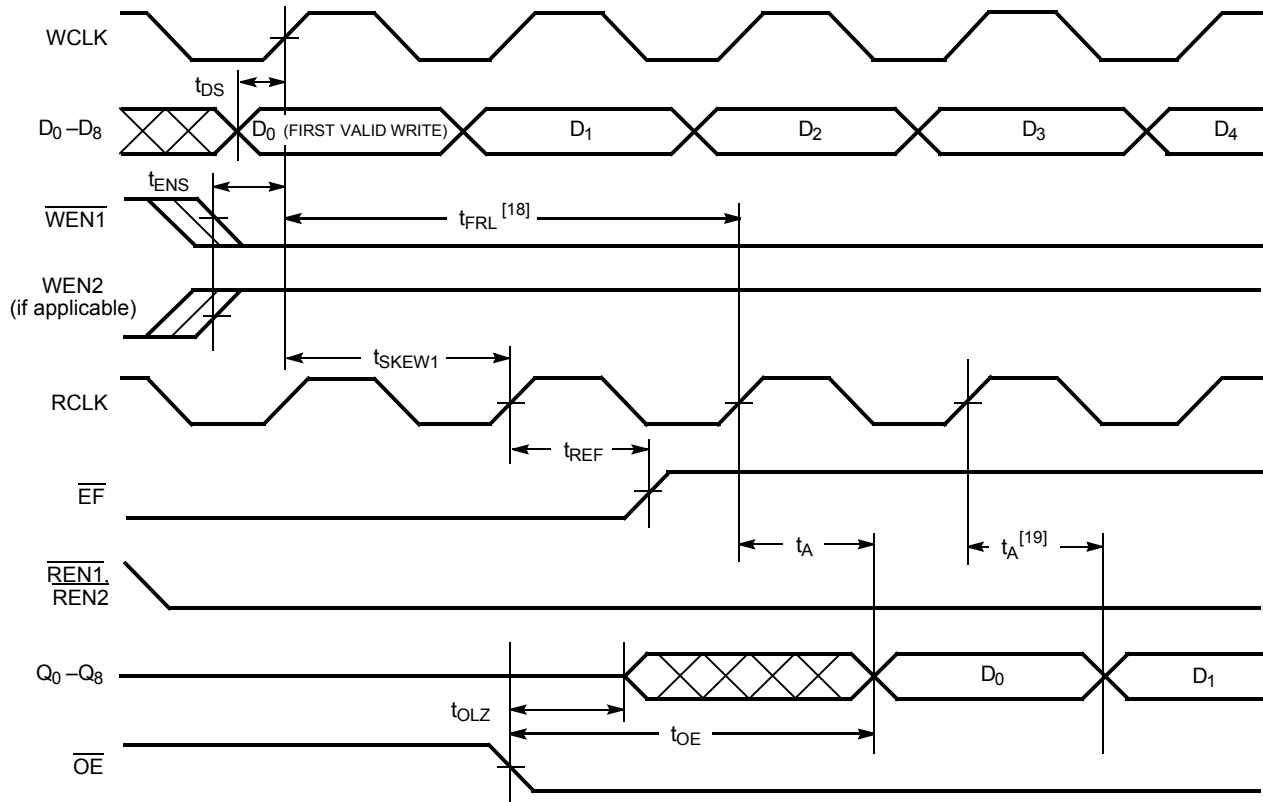 WCLK
tDS
D0 –D8
D0 (FIRST VALID WRITE)
D1
D2
D3
D4
tENS
WEN1
tFRL [18]
WEN2
(if applicable)
tSKEW1
RCLK
tREF
EF
tA
tA[19]
REN1,
REN2
Q0 –Q8
D0
D1
tOLZ
tOE
OE